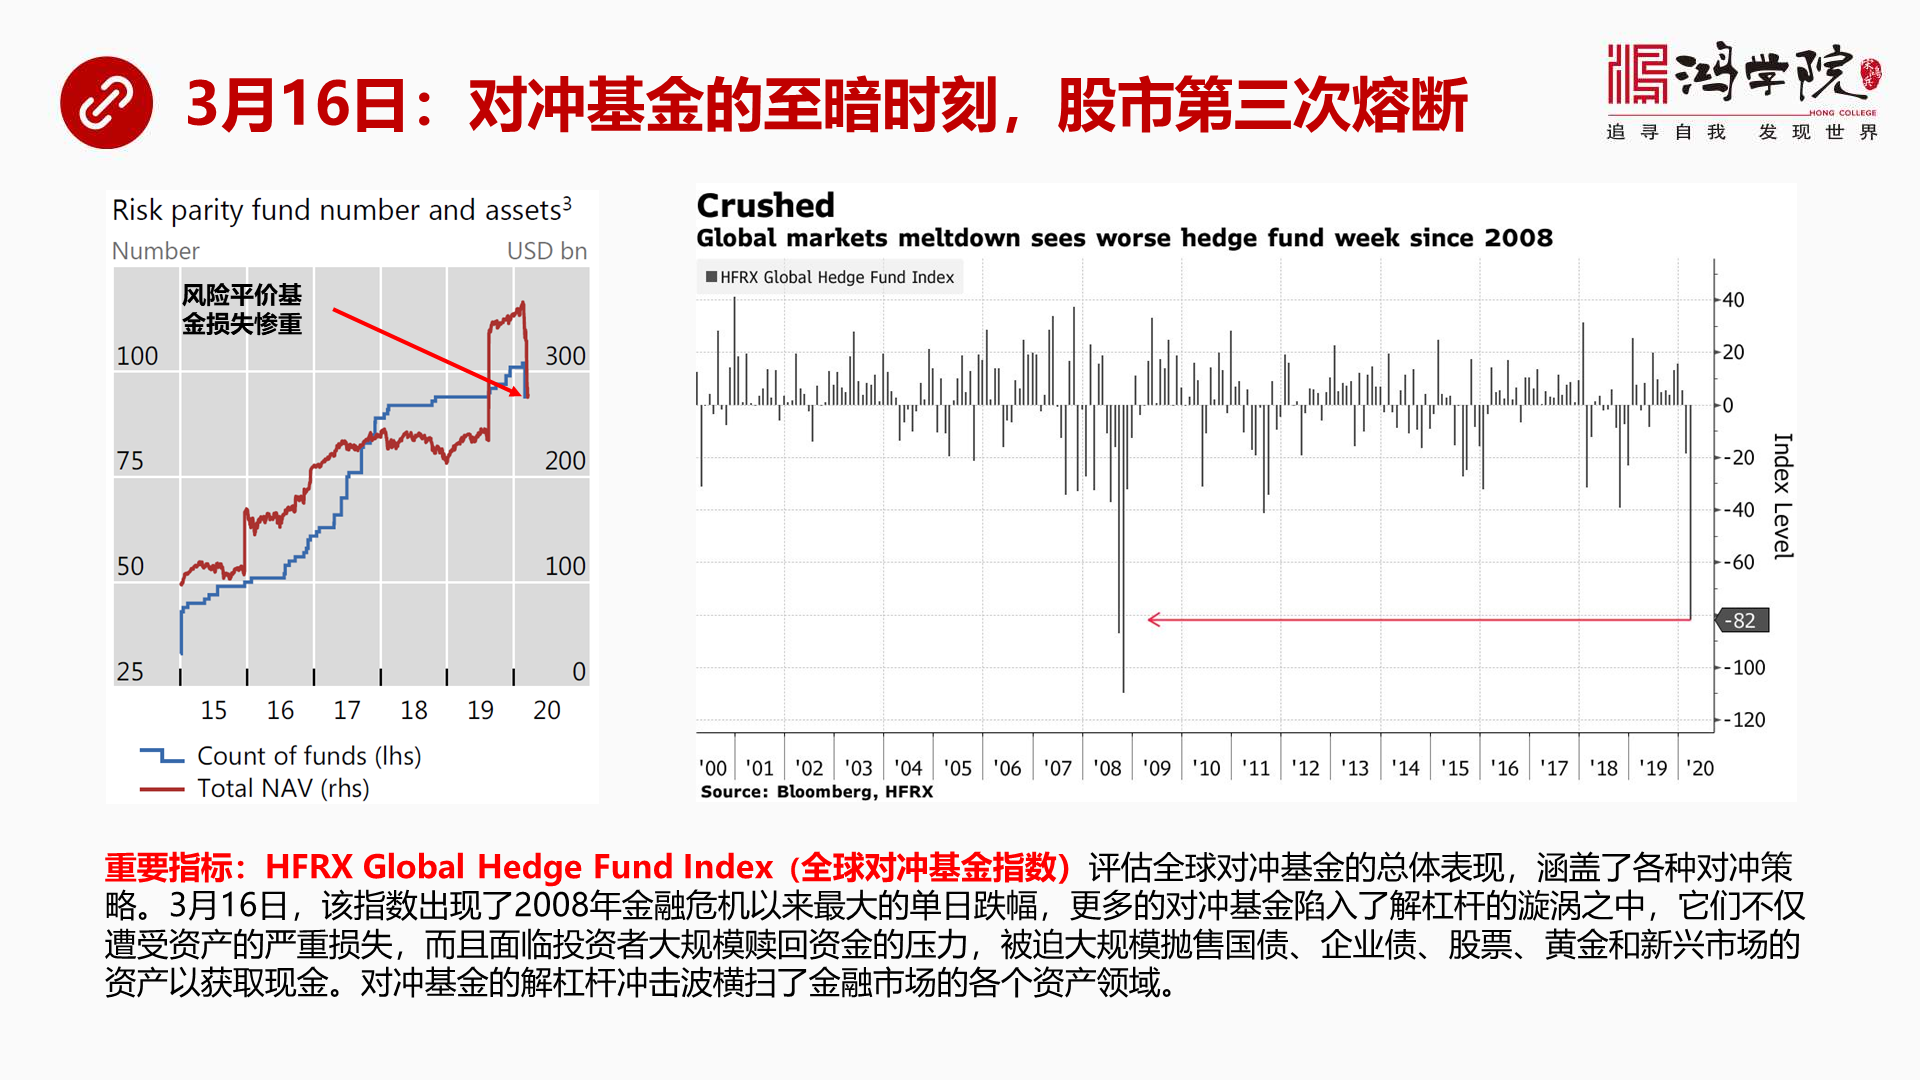 3月16日：对冲基金的至暗时刻，股市第三次熔断
鸿学院
HONG COLLEGE
追寻自我 发现世界
Risk parity fund number and assets³
Number USD bn
风险平价基
金损失惨重
100 300
75 200
50 100
25 0
15 16 17 18 19 20
Count of funds (lhs)
Total NAV (rhs)
Crushed
Global markets meltdown sees worse hedge fund week since 2008
HFRX Global Hedge Fund Index
40
20
0
-20
-40
-60
-82
-100
-120
Index Level
'00 '01 '02 '03 '04 '05 '06 '07 '08 '09 '10 '11 '12 '13 '14 '15 '16 '17 '18 '19 '20
Source: Bloomberg, HFRX
重要指标：HFRX Global Hedge Fund Index（全球对冲基金指数）评估全球对冲基金的总体表现，涵盖了各种对冲策
略。3月16日，该指数出现了2008年金融危机以来最大的单日跌幅，更多的对冲基金陷入了解杠杆的漩涡之中，它们不仅
遭受资产的严重损失，而且面临投资者大规模赎回资金的压力，被迫大规模抛售国债、企业债、股票、黄金和新兴市场的
资产以获取现金。对冲基金的解杠杆冲击波横扫了金融市场的各个资产领域。